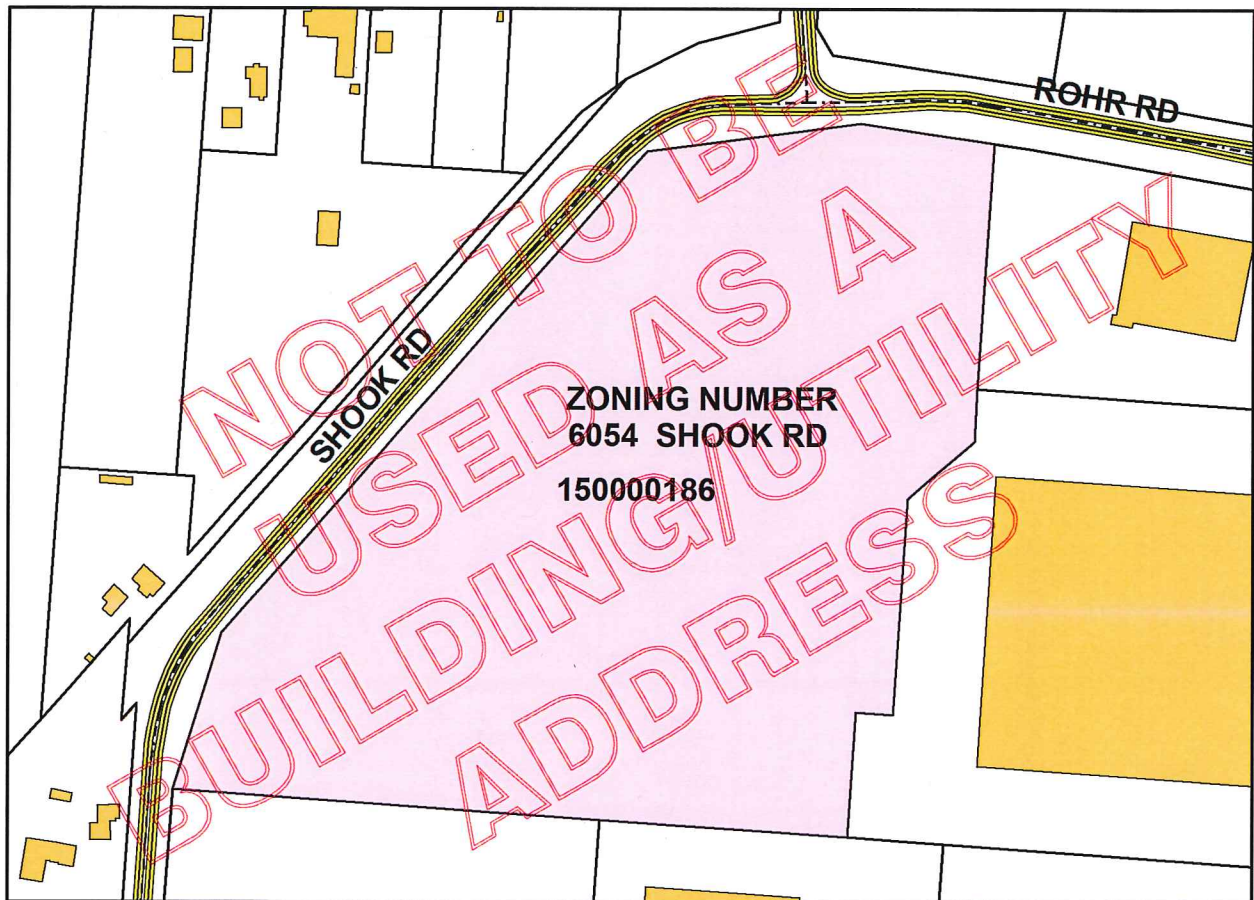 ROHR RD
SHOOK RD
ZONING NUMBER
6054 SHOOK RD
150000186
NOT TO BE
USED AS A
BUILDING/UTILITY
ADDRESS